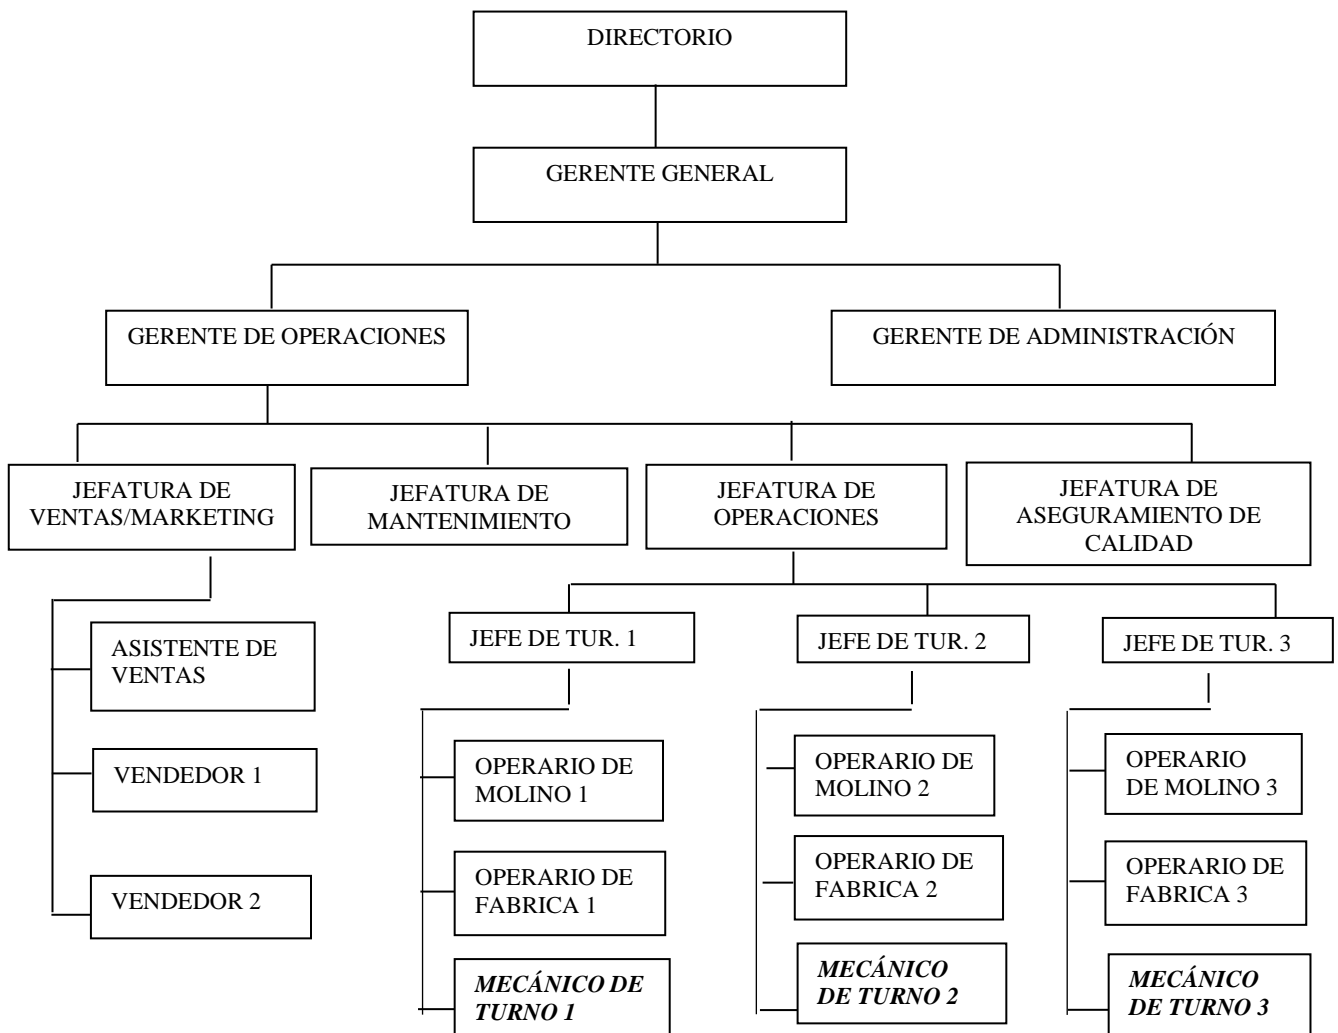 DIRECTORIO
GERENTE GENERAL
GERENTE DE OPERACIONES
GERENTE DE ADMINISTRACIÓN
JEFATURA DE
VENTAS/MARKETING
JEFATURA DE
MANTENIMIENTO
JEFATURA DE
OPERACIONES
JEFATURA DE
ASEGURAMIENTO DE
CALIDAD
ASISTENTE DE
VENTAS
VENDEDOR 1
VENDEDOR 2
JEFE DE TUR. 1
OPERARIO DE
MOLINO 1
OPERARIO DE
FABRICA 1
MECÁNICO DE
TURNO 1
JEFE DE TUR. 2
OPERARIO DE
MOLINO 2
OPERARIO DE
FABRICA 2
MECÁNICO
DE TURNO 2
JEFE DE TUR. 3
OPERARIO
DE MOLINO 3
OPERARIO DE
FABRICA 3
MECÁNICO
DE TURNO 3